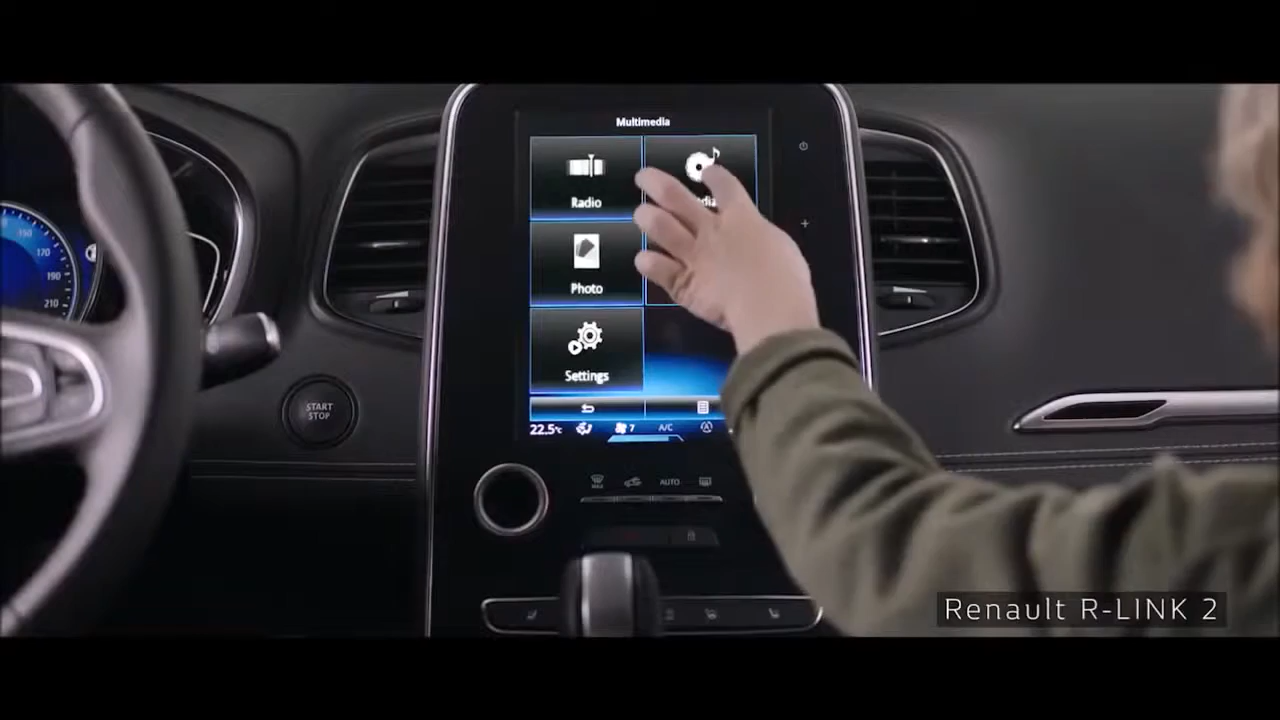 Multimedia
Radio
Photo
Settings
22.5°c 7 A/C
AUTO
START
STOP
150
170
190
210
Renault R-LINK 2